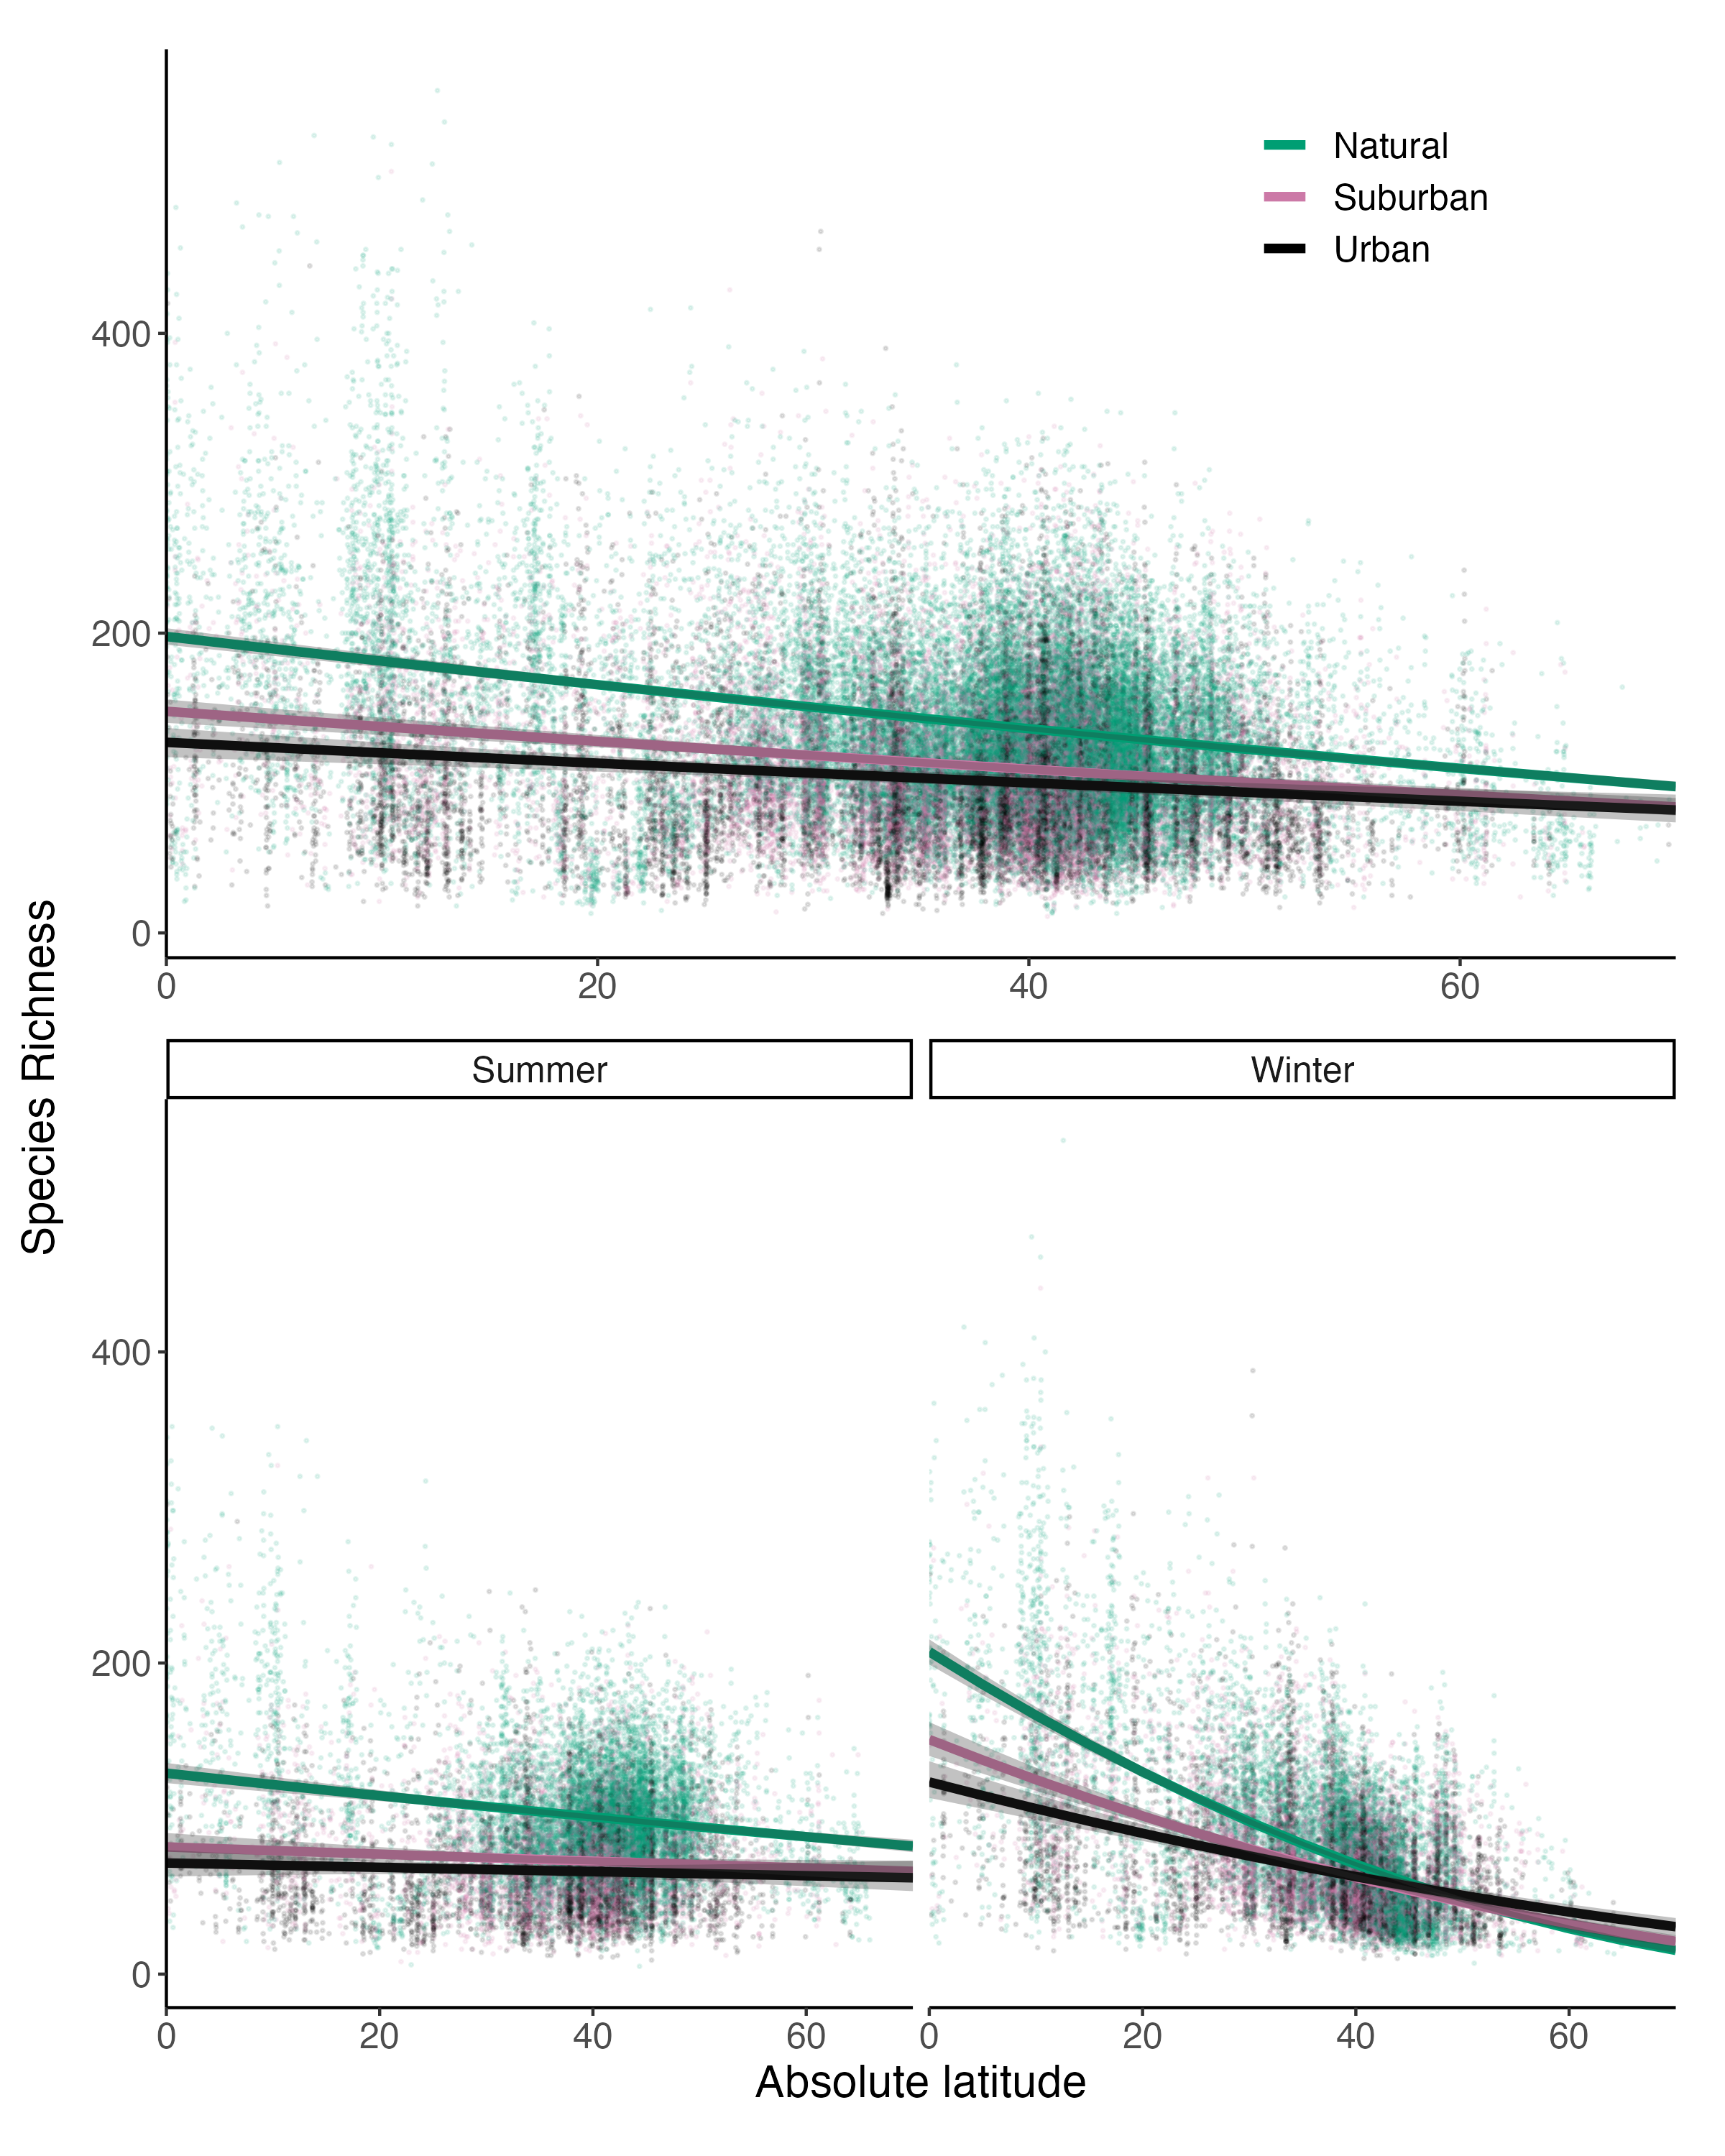 Natural
Suburban
Urban
400
200
0
0 20 40 60
Species Richness
Summer Winter
400
200
0
0 20 40 60 0 20 40 60
Absolute latitude